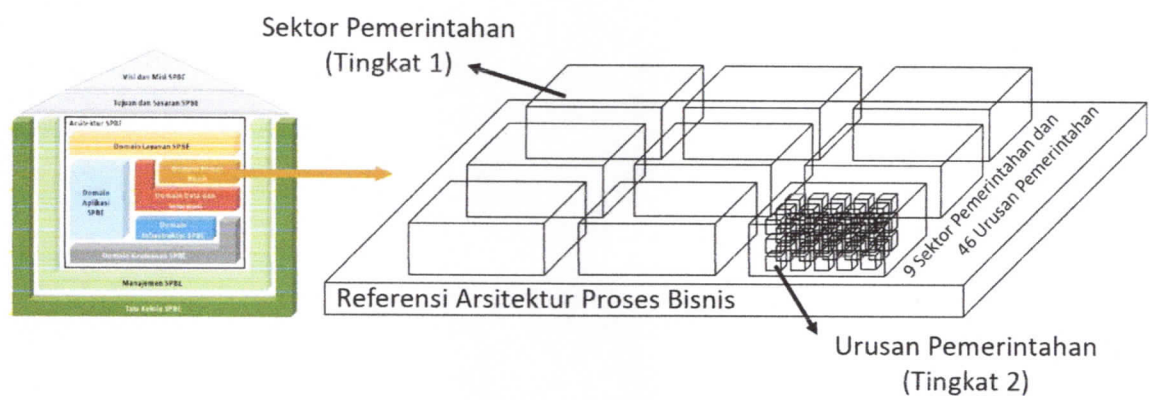 Sektor Pemerintahan
(Tingkat 1)
Visi dan Misi SPBE
Tujuan dan Sasaran SPBE
Arsitektur SPBE
Domain Layanan SPBE
Domain Proses
Bisnis
Domain
Aplikasi
SPBE
Domain Data dan
Informasi
Domain
Infrastruktur SPBE
Domain Keamanan SPBE
Manajemen SPBE
Tata Kelola SPBE
9 Sektor Pemerintahan dan
46 Urusan Pemerintahan
Referensi Arsitektur Proses Bisnis
Urusan Pemerintahan
(Tingkat 2)